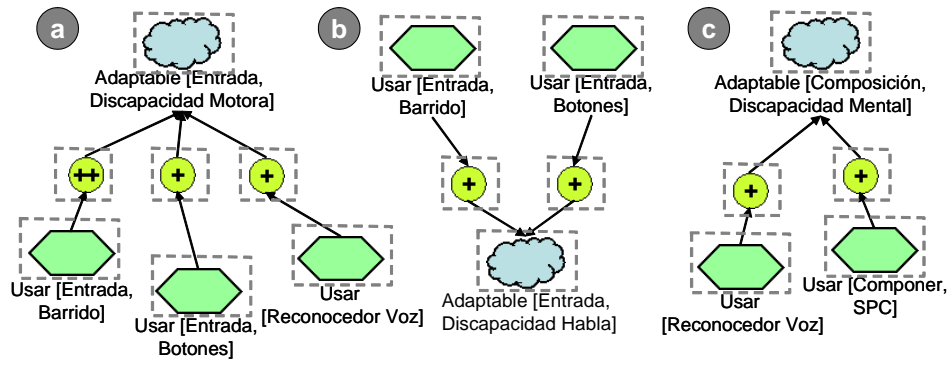 a
Adaptable [Entrada,
Discapacidad Motora]
++
+
+
Usar [Entrada,
Barrido]
Usar [Entrada,
Botones]
Usar
[Reconocedor Voz]
b
Usar [Entrada,
Barrido]
Usar [Entrada,
Botones]
+
+
Adaptable [Entrada,
Discapacidad Habla]
c
Adaptable [Composición,
Discapacidad Mental]
+
+
Usar
[Reconocedor Voz]
Usar [Componer,
SPC]